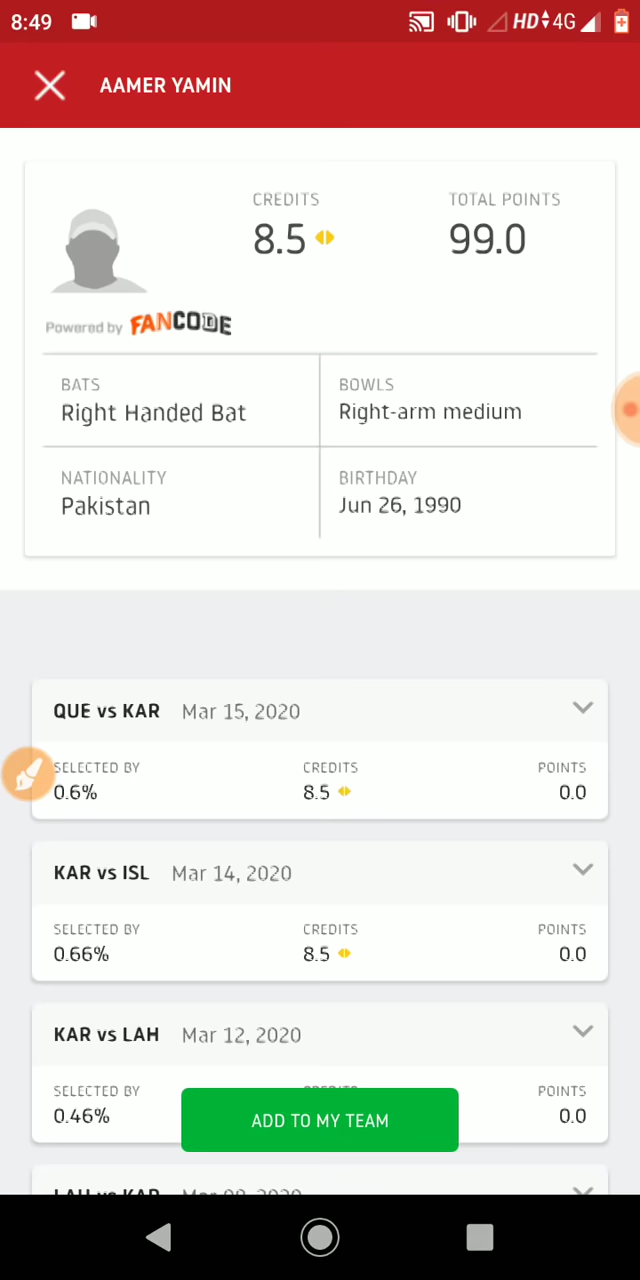 8:49 HD 4G
AAMER YAMIN
CREDITS TOTAL POINTS
8.5 99.0
Powered by FANCODE
BATS BOWLS
Right Handed Bat Right-arm medium
NATIONALITY BIRTHDAY
Pakistan Jun 26, 1990
QUE vs KAR Mar 15, 2020
SELECTED BY CREDITS POINTS
0.6% 8.5 0.0
KAR vs ISL Mar 14, 2020
SELECTED BY CREDITS POINTS
0.66% 8.5 0.0
KAR vs LAH Mar 12, 2020
SELECTED BY POINTS
0.46% 0.0
ADD TO MY TEAM
LAH vs KAR